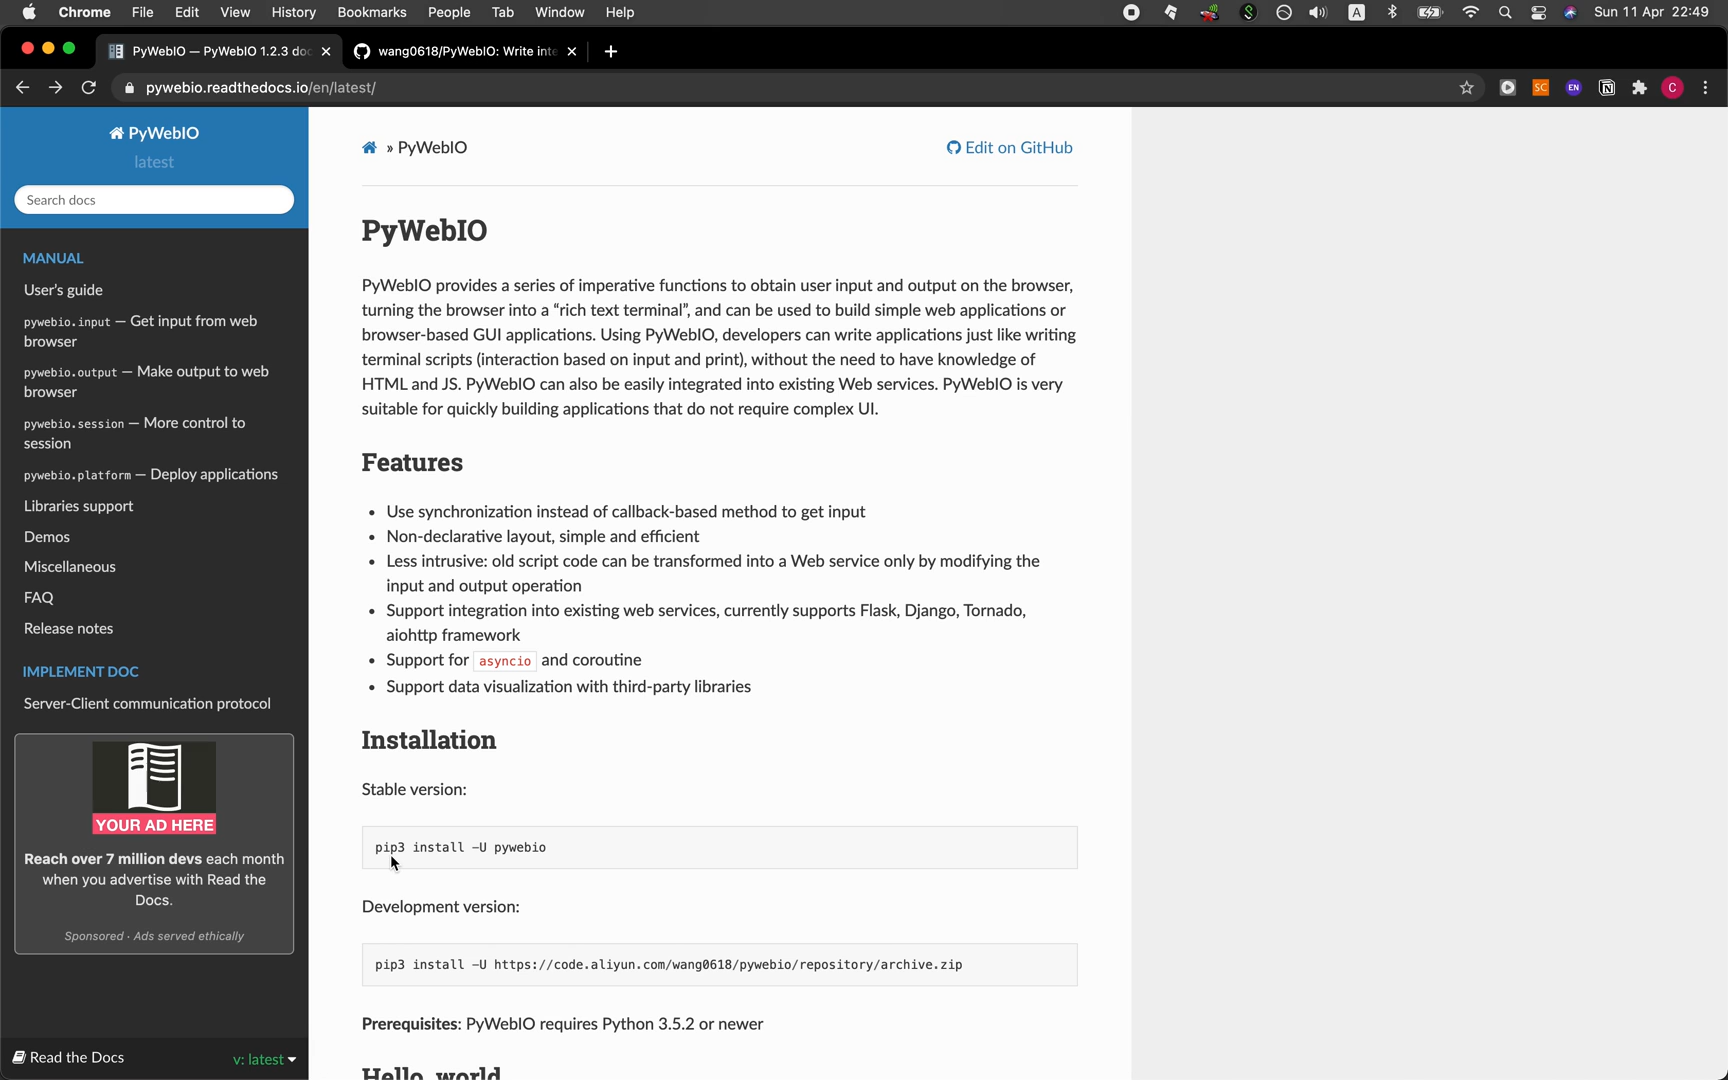 Chrome File Edit View History Bookmarks People Tab Window Help
A
Sun 11 Apr 22:49
PyWebIO — PyWebIO 1.2.3 doc
wang0618/PyWebIO: Write inte
pywebio.readthedocs.io/en/latest/
SC EN C
PyWebIO
latest
Search docs
MANUAL
User's guide
pywebio.input — Get input from web
browser
pywebio.output — Make output to web
browser
pywebio.session — More control to
session
pywebio.platform — Deploy applications
Libraries support
Demos
Miscellaneous
FAQ
Release notes
IMPLEMENT DOC
Server-Client communication protocol
YOUR AD HERE
Reach over 7 million devs each month
when you advertise with Read the
Docs.
Sponsored · Ads served ethically
Read the Docs
v: latest
» PyWebIO
Edit on GitHub
PyWebIO
PyWebIO provides a series of imperative functions to obtain user input and output on the browser,
turning the browser into a “rich text terminal”, and can be used to build simple web applications or
browser-based GUI applications. Using PyWebIO, developers can write applications just like writing
terminal scripts (interaction based on input and print), without the need to have knowledge of
HTML and JS. PyWebIO can also be easily integrated into existing Web services. PyWebIO is very
suitable for quickly building applications that do not require complex UI.
Features
• Use synchronization instead of callback-based method to get input
• Non-declarative layout, simple and efficient
• Less intrusive: old script code can be transformed into a Web service only by modifying the
input and output operation
• Support integration into existing web services, currently supports Flask, Django, Tornado,
aiohttp framework
• Support for asyncio and coroutine
• Support data visualization with third-party libraries
Installation
Stable version:
pip3 install -U pywebio
Development version:
pip3 install -U https://code.aliyun.com/wang0618/pywebio/repository/archive.zip
Prerequisites: PyWebIO requires Python 3.5.2 or newer
Hello, world